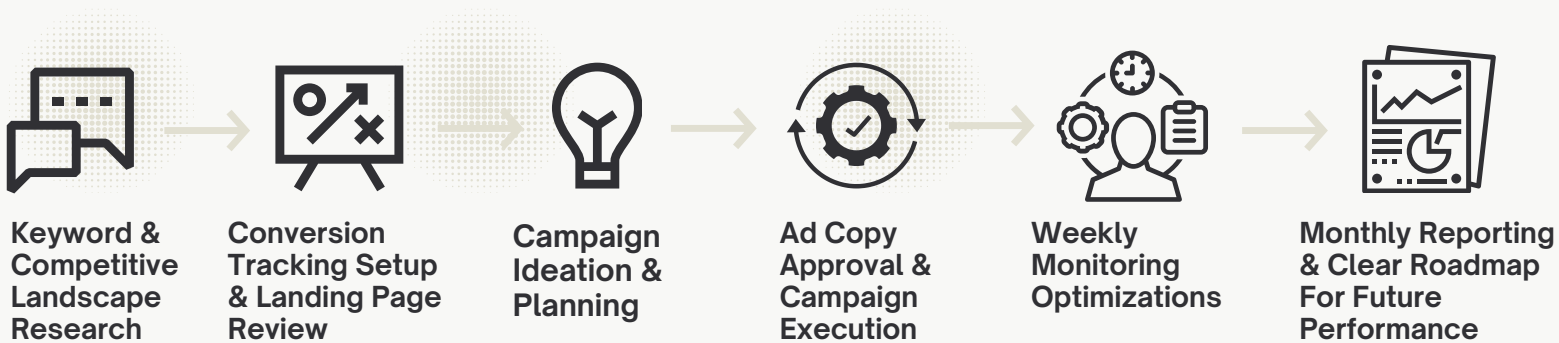 Keyword &
Competitive
Landscape
Research
Conversion
Tracking Setup
& Landing Page
Review
Campaign
Ideation &
Planning
Ad Copy
Approval &
Campaign
Execution
Weekly
Monitoring
Optimizations
Monthly Reporting
& Clear Roadmap
For Future
Performance